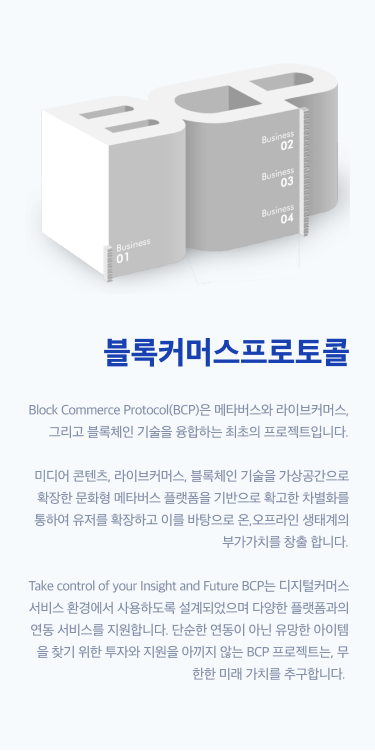 BCP
Business
01
Business
02
Business
03
Business
04
블록커머스프로토콜
Block Commerce Protocol(BCP)은 메타버스와 라이브커머스,
그리고 블록체인 기술을 융합하는 최초의 프로젝트입니다.
미디어 콘텐츠, 라이브커머스, 블록체인 기술을 가상공간으로
확장한 문화형 메타버스 플랫폼을 기반으로 확고한 차별화를
통하여 유저를 확장하고 이를 바탕으로 온,오프라인 생태계의
부가가치를 창출 합니다.
Take control of your Insight and Future BCP는 디지털커머스
서비스 환경에서 사용하도록 설계되었으며 다양한 플랫폼과의
연동 서비스를 지원합니다. 단순한 연동이 아닌 유망한 아이템
을 찾기 위한 투자와 지원을 아끼지 않는 BCP 프로젝트는, 무
한한 미래 가치를 추구합니다.